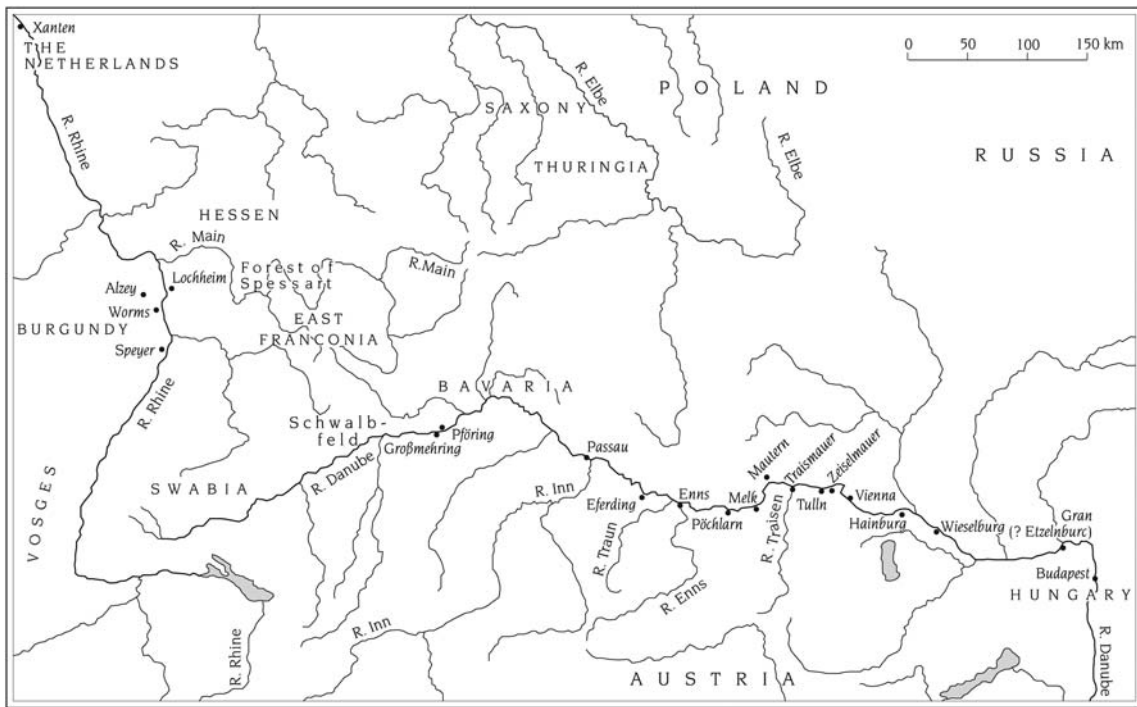 Xanten
THE
NETHERLANDS
0 50 100 150 km
R. Rhine
SAXONY
R. Elbe
POLAND
THURINGIA
R. Elbe
RUSSIA
HESSEN
R. Main
R.Main
Forest of
Spessart
Lochheim
Alzey
Worms
BURGUNDY
EAST
FRANCONIA
Speyer
R. Rhine
BAVARIA
Schwalb-
feld
Pföring
Großmehring
R. Danube
Passau
Mautern
Traismauer
Zeiselmauer
VOSGES
SWABIA
R. Inn
Eferding
Enns
Melk
Pöchlarn
Tulln
Vienna
Hainburg
Wieselburg
Gran
(? Etzelnburc)
R. Traun
R. Traisen
Budapest
HUNGARY
R. Enns
R. Inn
R. Rhine
AUSTRIA
R. Danube